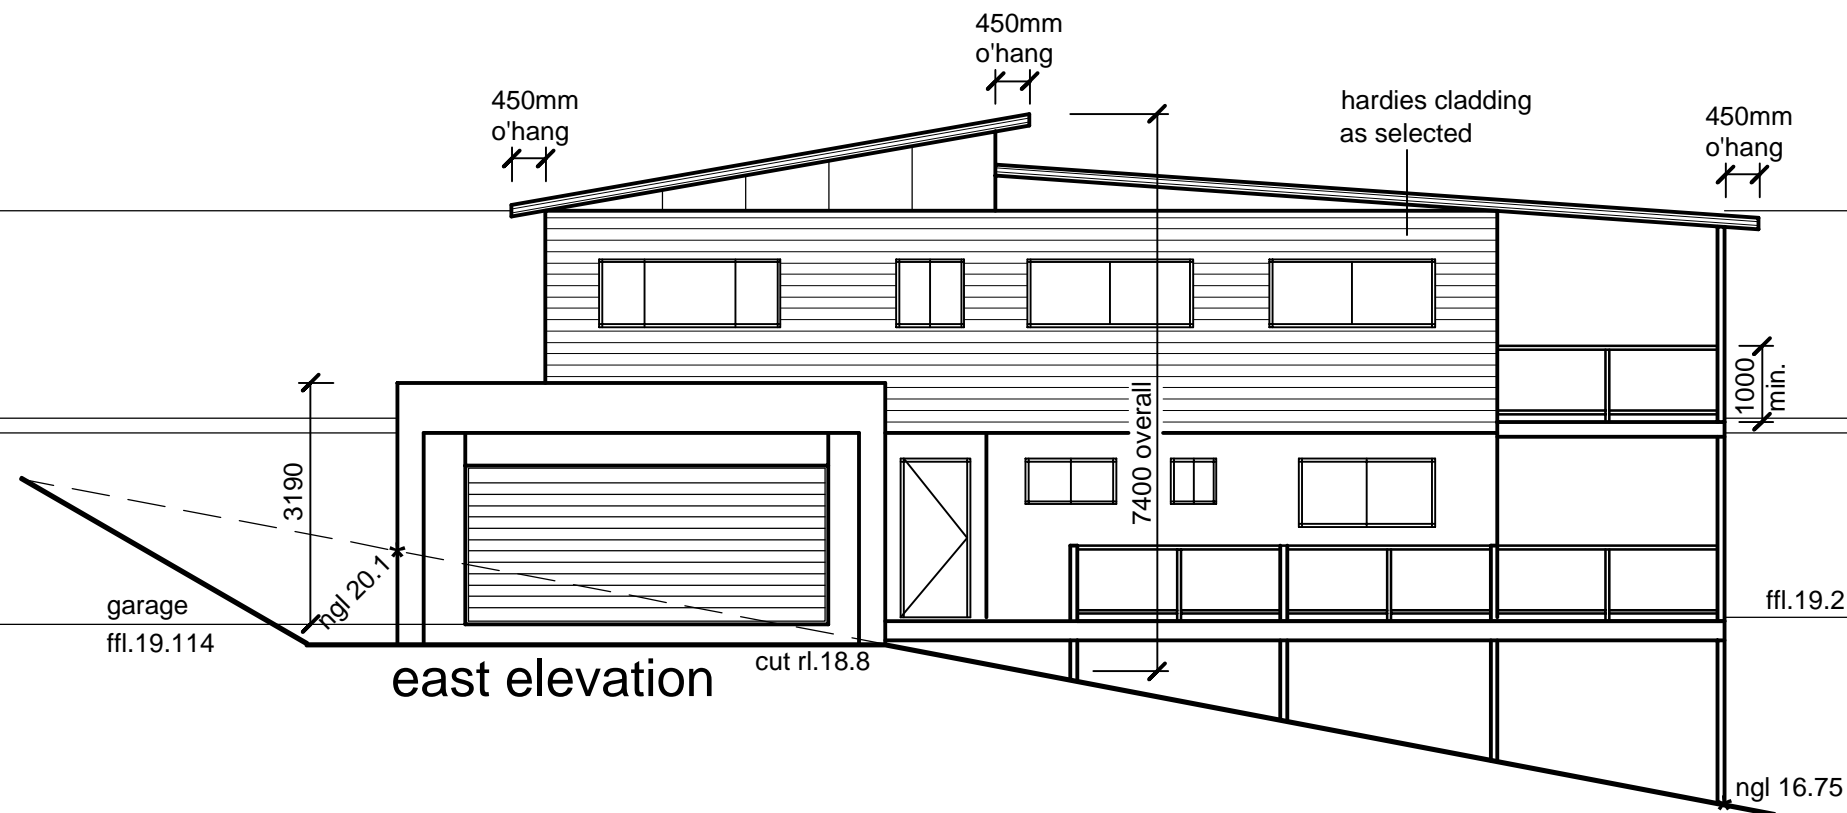 450mm
o'hang
450mm
o'hang
hardies cladding
as selected
450mm
o'hang
1000
min.
7400 overall
3190
ngl 20.1
garage
ffl.19.114
ffl.19.2
cut rl.18.8
east elevation
ngl 16.75